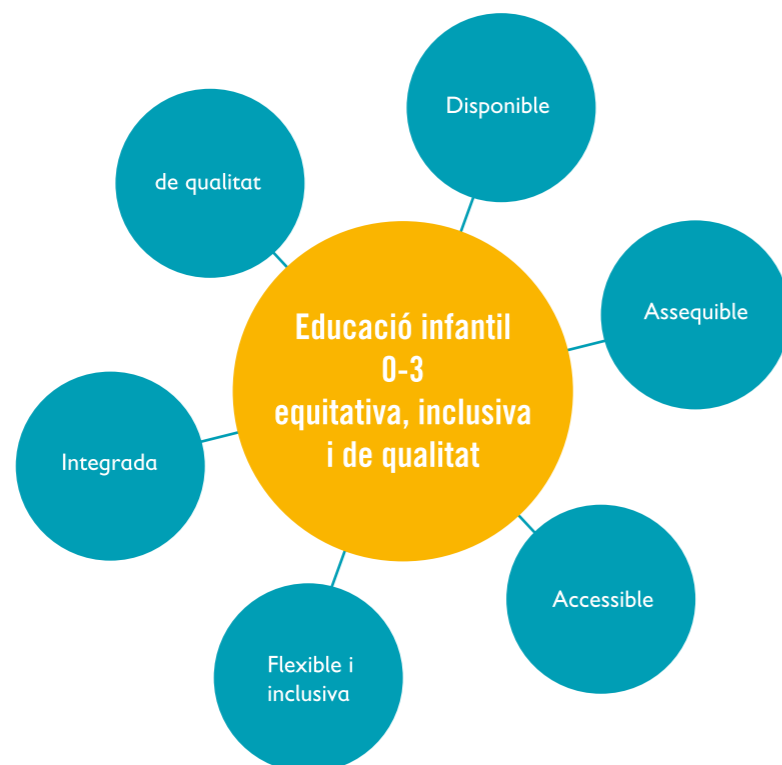 Disponible
de qualitat
Assequible
Educació infantil
0-3
equitativa, inclusiva
i de qualitat
Integrada
Accessible
Flexible i
inclusiva